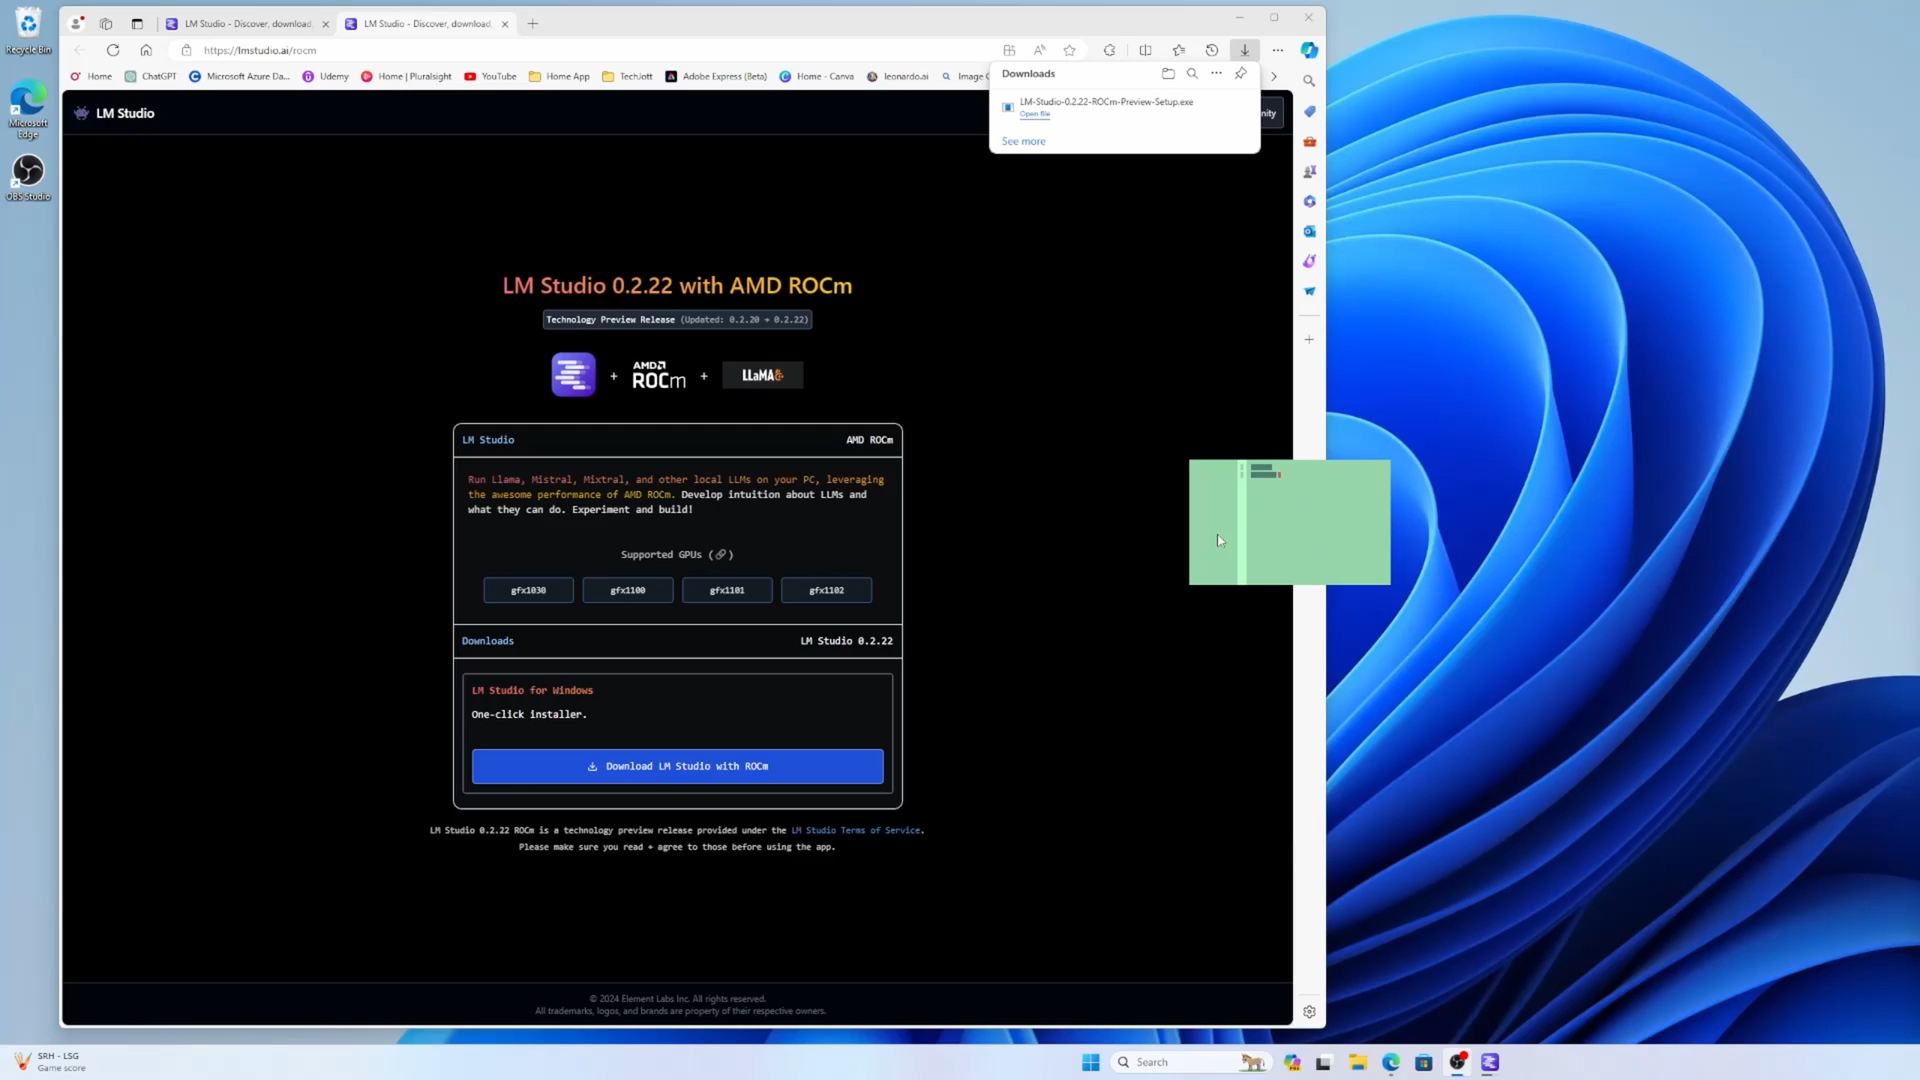 Recycle Bin
Microsoft
Edge
OBS Studio
LM Studio - Discover, download,
LM Studio - Discover, download,
https://lmstudio.ai/rocm
Home
ChatGPT
Microsoft Azure Da...
Udemy
Home | Pluralsight
YouTube
Home App
TechJott
Adobe Express (Beta)
Home - Canva
leonardo.ai
Image
Downloads
LM-Studio-0.2.22-ROCm-Preview-Setup.exe
Open file
See more
LM Studio
nity
LM Studio 0.2.22 with AMD ROCm
Technology Preview Release (Updated: 0.2.20 → 0.2.22)
+ AMD ROCm + LLaMA
LM Studio
AMD ROCm
Run Llama, Mistral, Mixtral, and other local LLMs on your PC, leveraging
the awesome performance of AMD ROCm. Develop intuition about LLMs and
what they can do. Experiment and build!
Supported GPUs (🔗)
gfx1030
gfx1100
gfx1101
gfx1102
Downloads
LM Studio 0.2.22
LM Studio for Windows
One-click installer.
Download LM Studio with ROCm
LM Studio 0.2.22 ROCm is a technology preview release provided under the LM Studio Terms of Service.
Please make sure you read + agree to those before using the app.
© 2024 Element Labs Inc. All rights reserved.
All trademarks, logos, and brands are property of their respective owners.
SRH - LSG
Game score
Search